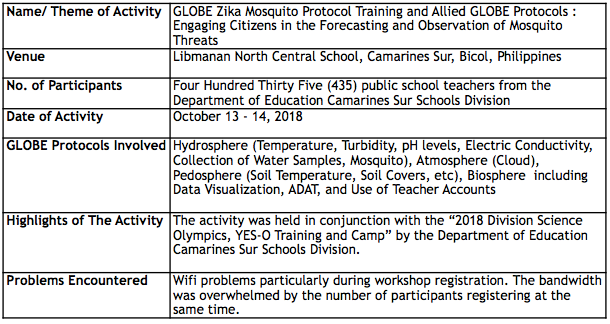 Name/ Theme of Activity
GLOBE Zika Mosquito Protocol Training and Allied GLOBE Protocols :
Engaging Citizens in the Forecasting and Observation of Mosquito
Threats
Venue
Libmanan North Central School, Camarines Sur, Bicol, Philippines
No. of Participants
Four Hundred Thirty Five (435) public school teachers from the
Department of Education Camarines Sur Schools Division
Date of Activity
October 13 - 14, 2018
GLOBE Protocols Involved
Hydrosphere (Temperature, Turbidity, pH levels, Electric Conductivity,
Collection of Water Samples, Mosquito), Atmosphere (Cloud),
Pedosphere (Soil Temperature, Soil Covers, etc), Biosphere including
Data Visualization, ADAT, and Use of Teacher Accounts
Highlights of The Activity
The activity was held in conjunction with the “2018 Division Science
Olympics, YES-O Training and Camp” by the Department of Education
Camarines Sur Schools Division.
Problems Encountered
Wifi problems particularly during workshop registration. The bandwidth
was overwhelmed by the number of participants registering at the
same time.